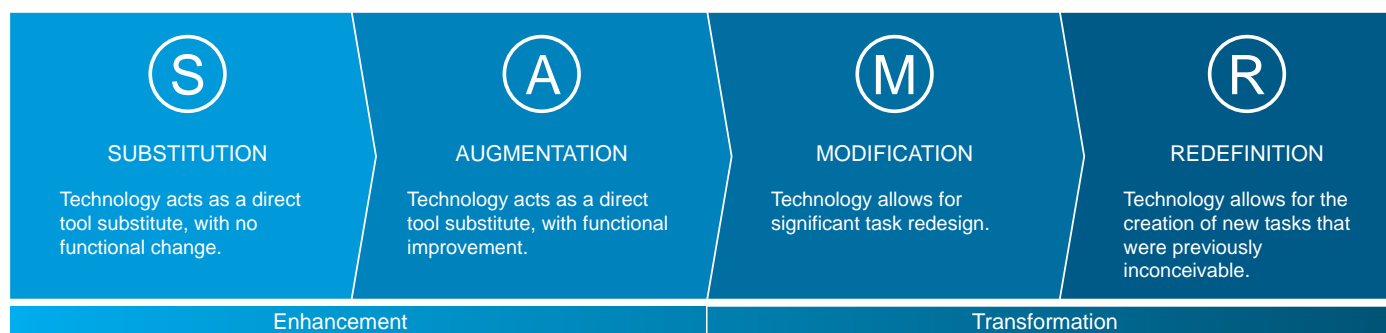 S
SUBSTITUTION
Technology acts as a direct
tool substitute, with no
functional change.
A
AUGMENTATION
Technology acts as a direct
tool substitute, with functional
improvement.
M
MODIFICATION
Technology allows for
significant task redesign.
R
REDEFINITION
Technology allows for the
creation of new tasks that
were previously
inconceivable.
Enhancement
Transformation